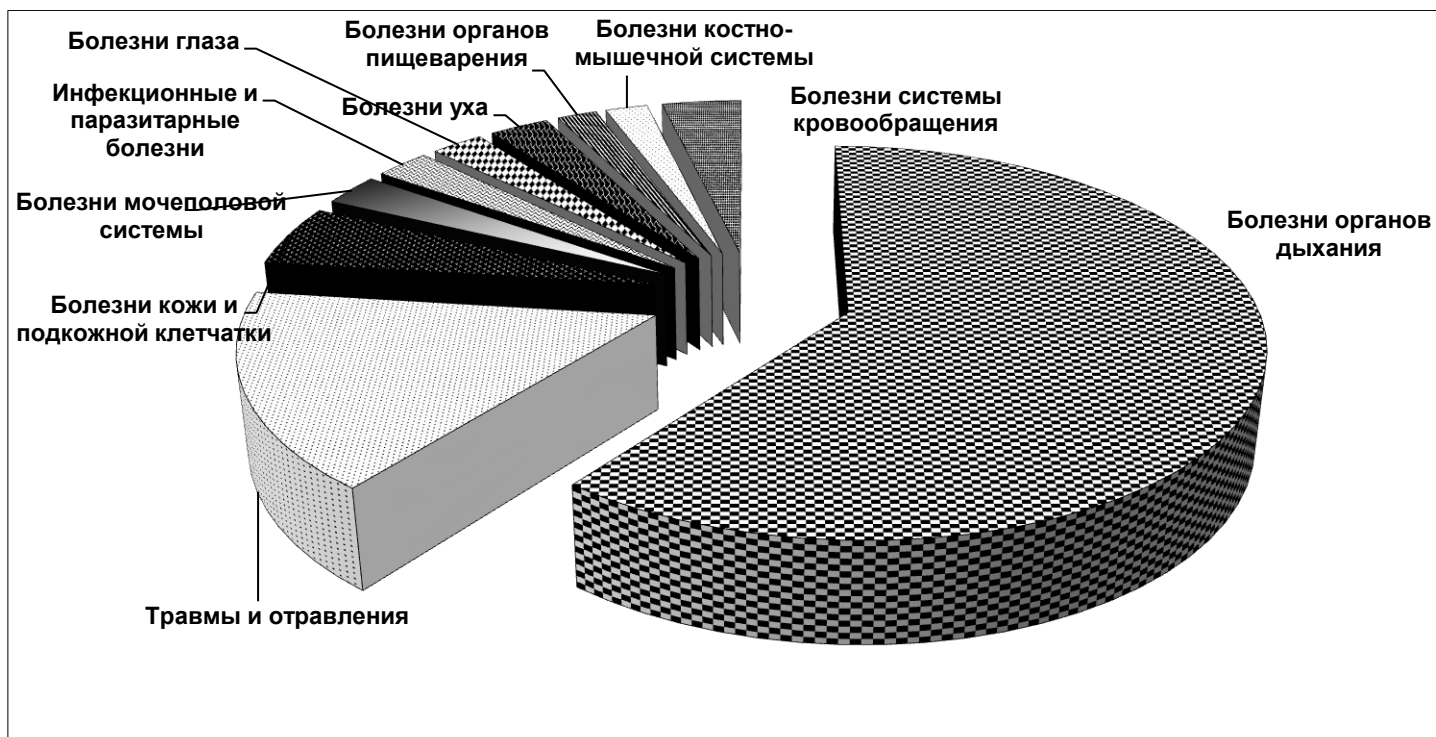 Болезни глаза
Болезни органов
пищеварения
Болезни костно-
мышечной системы
Инфекционные и
паразитарные
болезни
Болезни уха
Болезни системы
кровообращения
Болезни мочеполовой
системы
Болезни органов
дыхания
Болезни кожи и
подкожной клетчатки
Травмы и отравления